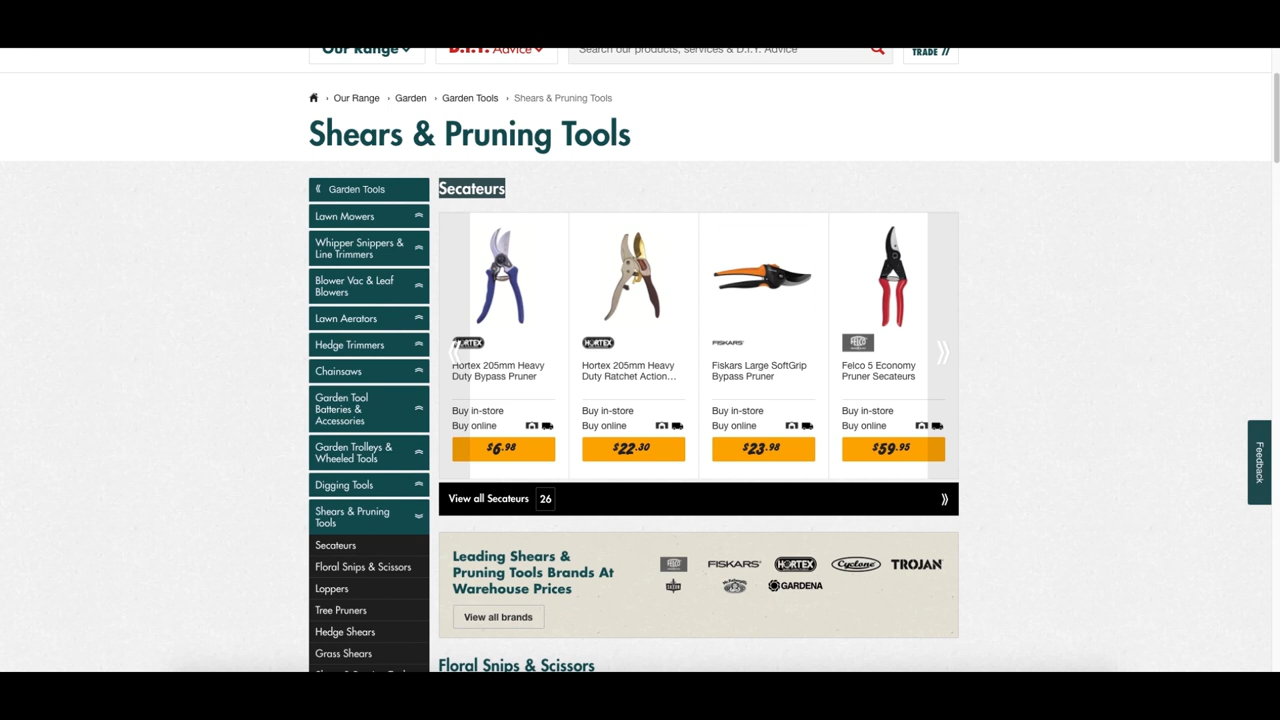 Our Range
D.I.Y. Advice
Search our products, services & D.I.Y. Advice
TRADE
Our Range
Garden
Garden Tools
Shears & Pruning Tools
Shears & Pruning Tools
Garden Tools
Lawn Mowers
Whipper Snippers &
Line Trimmers
Blower Vac & Leaf
Blowers
Lawn Aerators
Hedge Trimmers
Chainsaws
Garden Tool
Batteries &
Accessories
Garden Trolleys &
Wheeled Tools
Digging Tools
Shears & Pruning
Tools
Secateurs
Floral Snips & Scissors
Loppers
Tree Pruners
Hedge Shears
Grass Shears
Secateurs
HORTEX
Hortex 205mm Heavy
Duty Bypass Pruner
Buy in-store
Buy online
$6.98
HORTEX
Hortex 205mm Heavy
Duty Ratchet Action...
Buy in-store
Buy online
$22.30
FISKARS
Fiskars Large SoftGrip
Bypass Pruner
Buy in-store
Buy online
$23.98
FELCO
Felco 5 Economy
Pruner Secateurs
Buy in-store
Buy online
$59.95
View all Secateurs 26
Leading Shears &
Pruning Tools Brands At
Warehouse Prices
View all brands
FISKARS HORTEX Cyclone TROJAN
GARDENA
Floral Snips & Scissors
Feedback